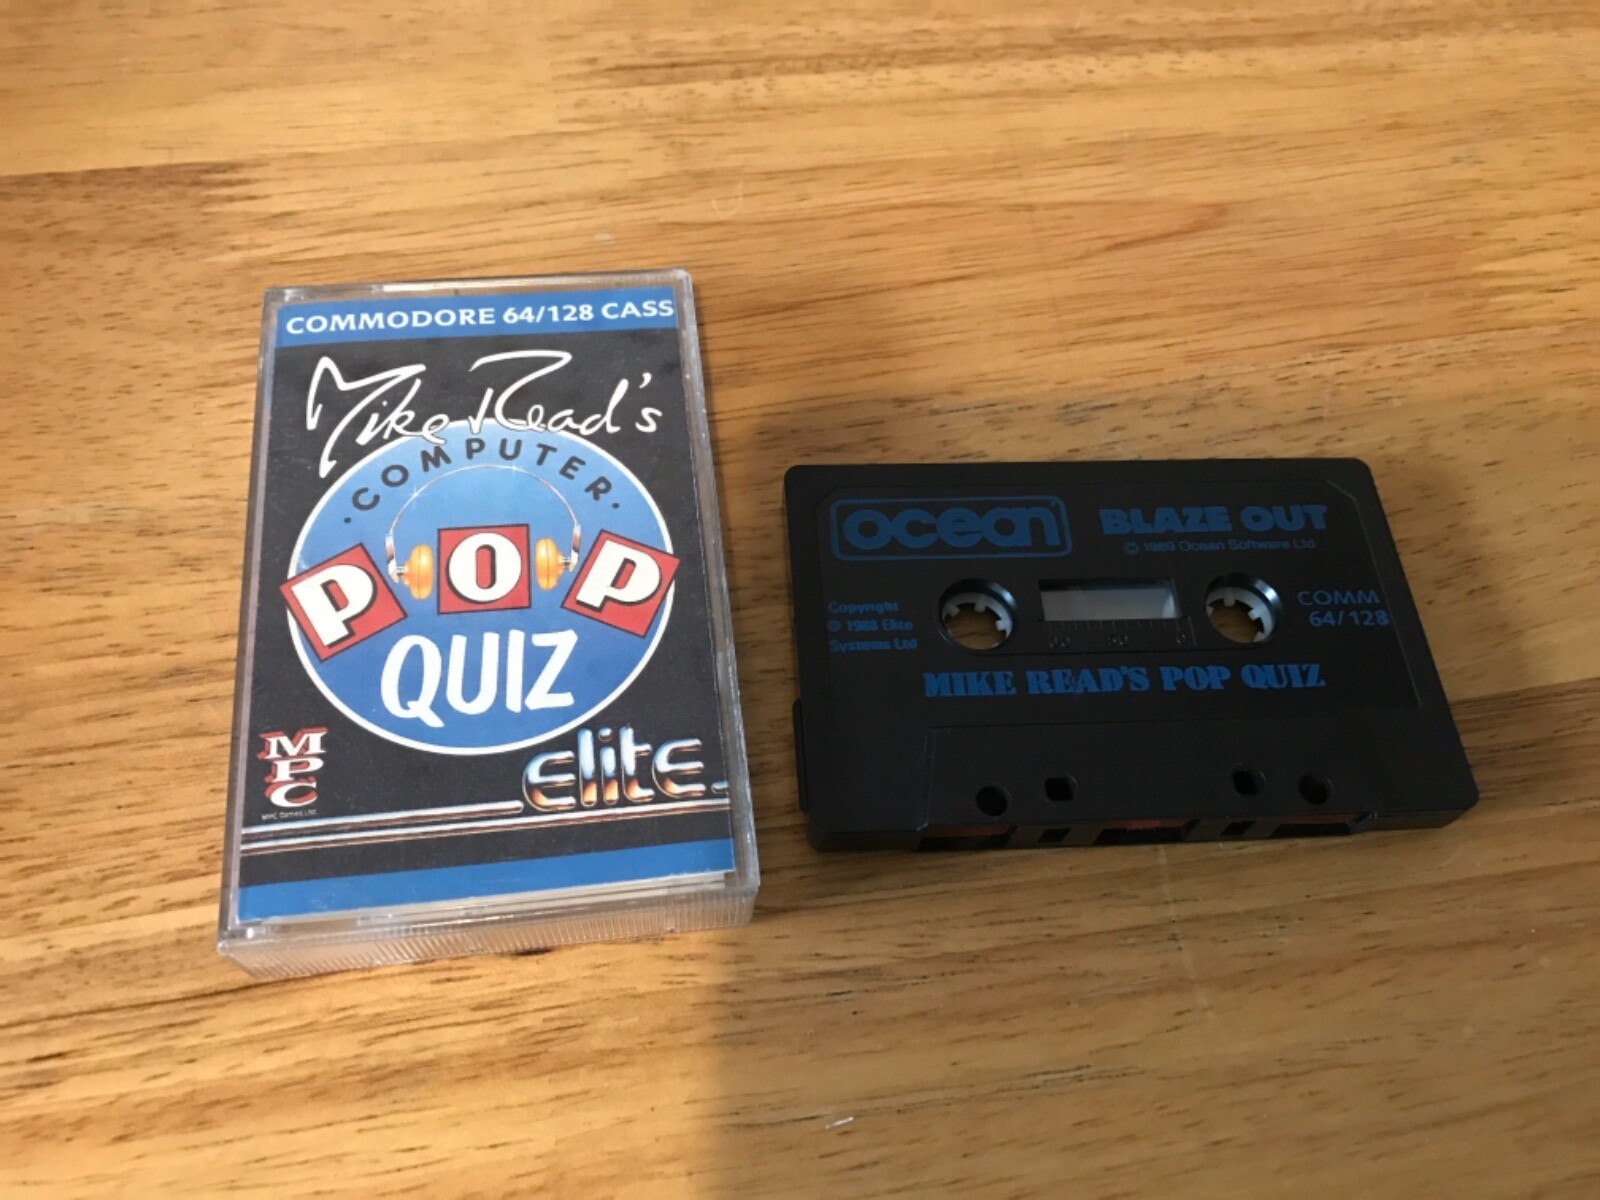 COMMODORE 64/128 CASS
Mike Read's
·COMPUTER·
POP
QUIZ
MPC
elite
ocean
BLAZE OUT
© 1989 Ocean Software Ltd
Copyright
© 1988 Elite
Systems Ltd
COMM
64/128
MIKE READ'S POP QUIZ